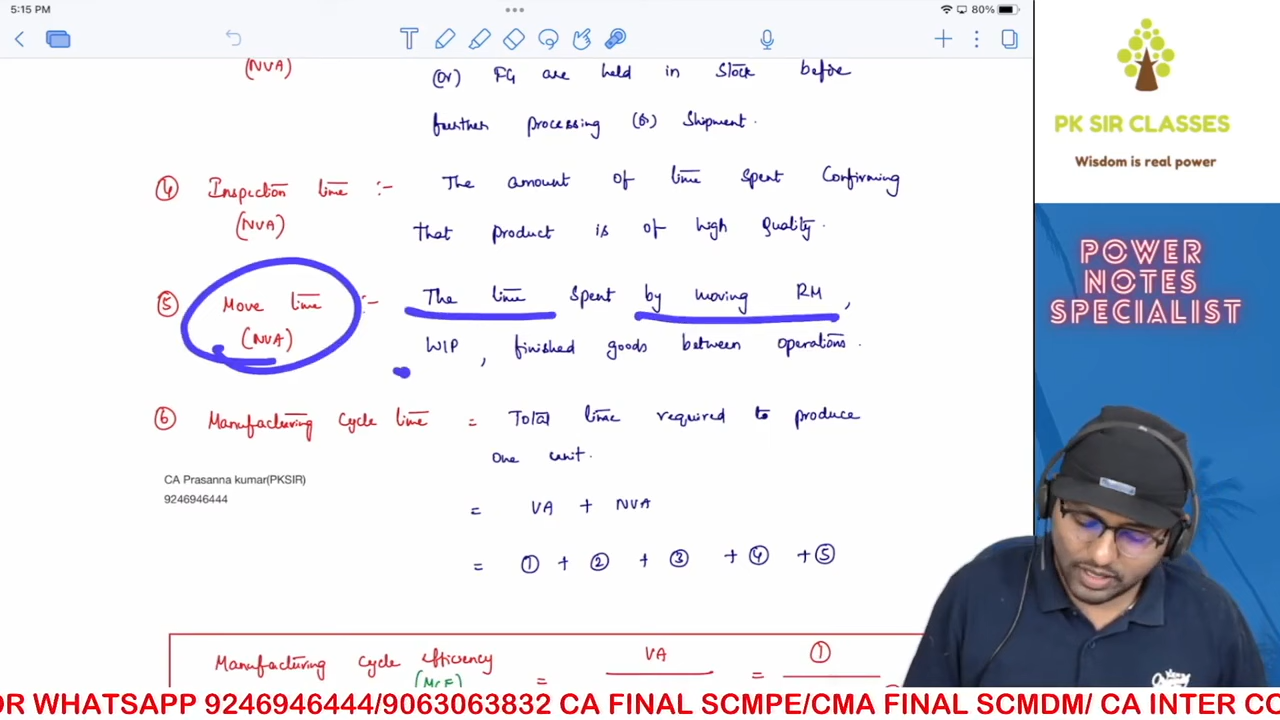 5:15 PM
80%
(NVA)
(or) FG are held in Stock before
further processing (or) Shipment.
④ Inspection time :- The amount of time Spent Confirming
(NVA)
that product is of high Quality.
⑤ Move time :- The time Spent by moving RM,
(NVA)
WIP, finished goods between operations.
⑥ Manufacturing Cycle time = Total time required to produce
One unit.
CA Prasanna kumar(PKSIR)
9246946444
= VA + NVA
= ① + ② + ③ + ④ + ⑤
Manufacturing Cycle efficiency
(MCE)
= VA = ①
PK SIR CLASSES
Wisdom is real power
POWER
NOTES
SPECIALIST
OR WHATSAPP 9246946444/9063063832 CA FINAL SCMPE/CMA FINAL SCMDM/ CA INTER CO